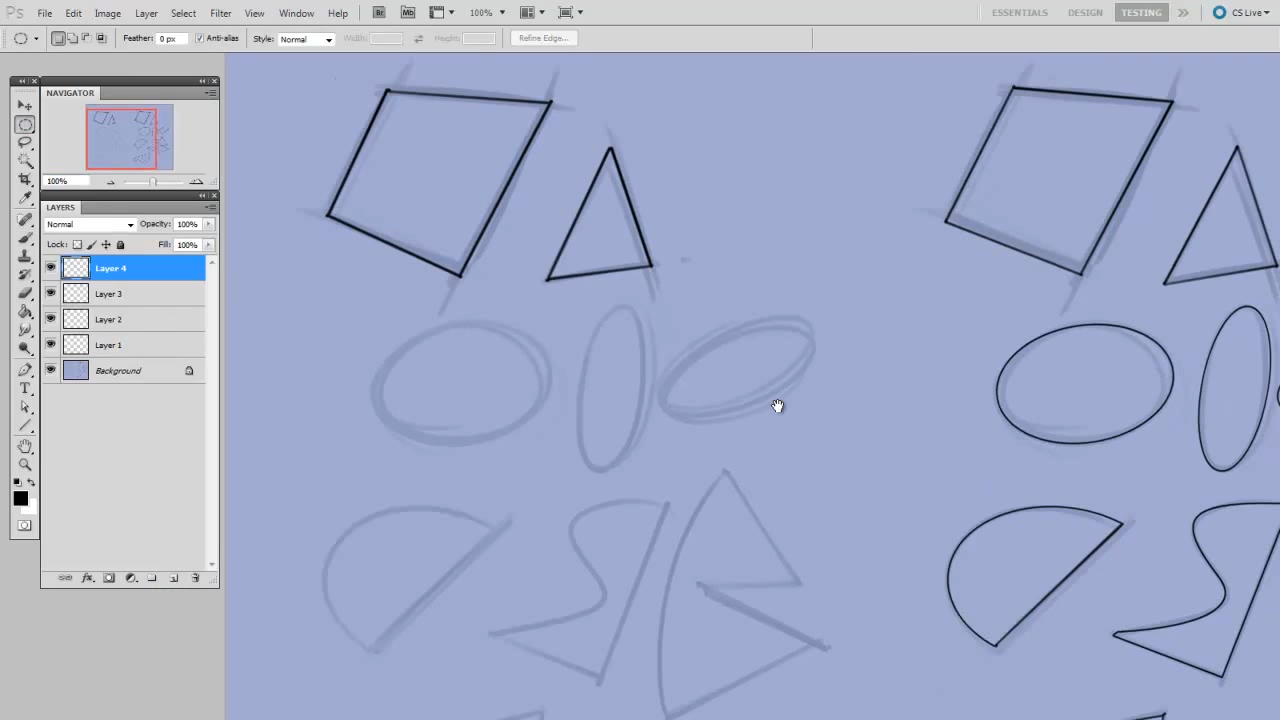 Ps File Edit Image Layer Select Filter View Window Help Br Mb 100% ESSENTIALS DESIGN TESTING CS Live
Feather: 0 px Anti-alias Style: Normal Width: Height: Refine Edge...
NAVIGATOR
100%
LAYERS
Normal Opacity: 100%
Lock: Fill: 100%
Layer 4
Layer 3
Layer 2
Layer 1
Background